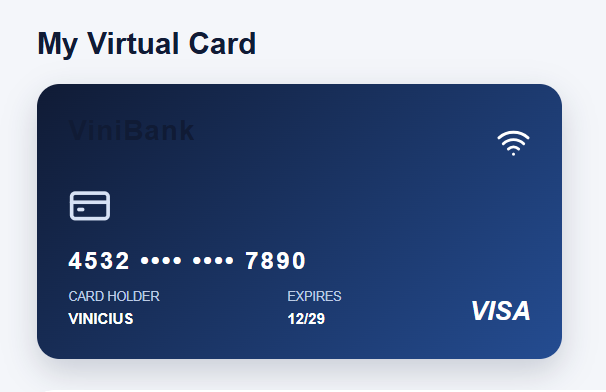 My Virtual Card
ViniBank
4532 •••• •••• 7890
CARD HOLDER EXPIRES
VINICIUS 12/29
VISA